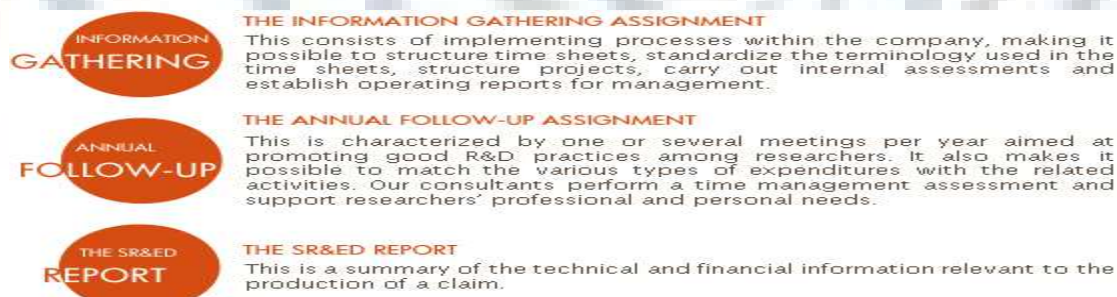 THE INFORMATION GATHERING ASSIGNMENT
INFORMATION
GATHERING
This consists of implementing processes within the company, making it
possible to structure time sheets, standardize the terminology used in the
time sheets, structure projects, carry out internal assessments and
establish operating reports for management.
THE ANNUAL FOLLOW-UP ASSIGNMENT
ANNUAL
FOLLOW-UP
This is characterized by one or several meetings per year aimed at
promoting good R&D practices among researchers. It also makes it
possible to match the various types of expenditures with the related
activities. Our consultants perform a time management assessment and
support researchers' professional and personal needs.
THE SR&ED
REPORT
THE SR&ED REPORT
This is a summary of the technical and financial information relevant to the
production of a claim.